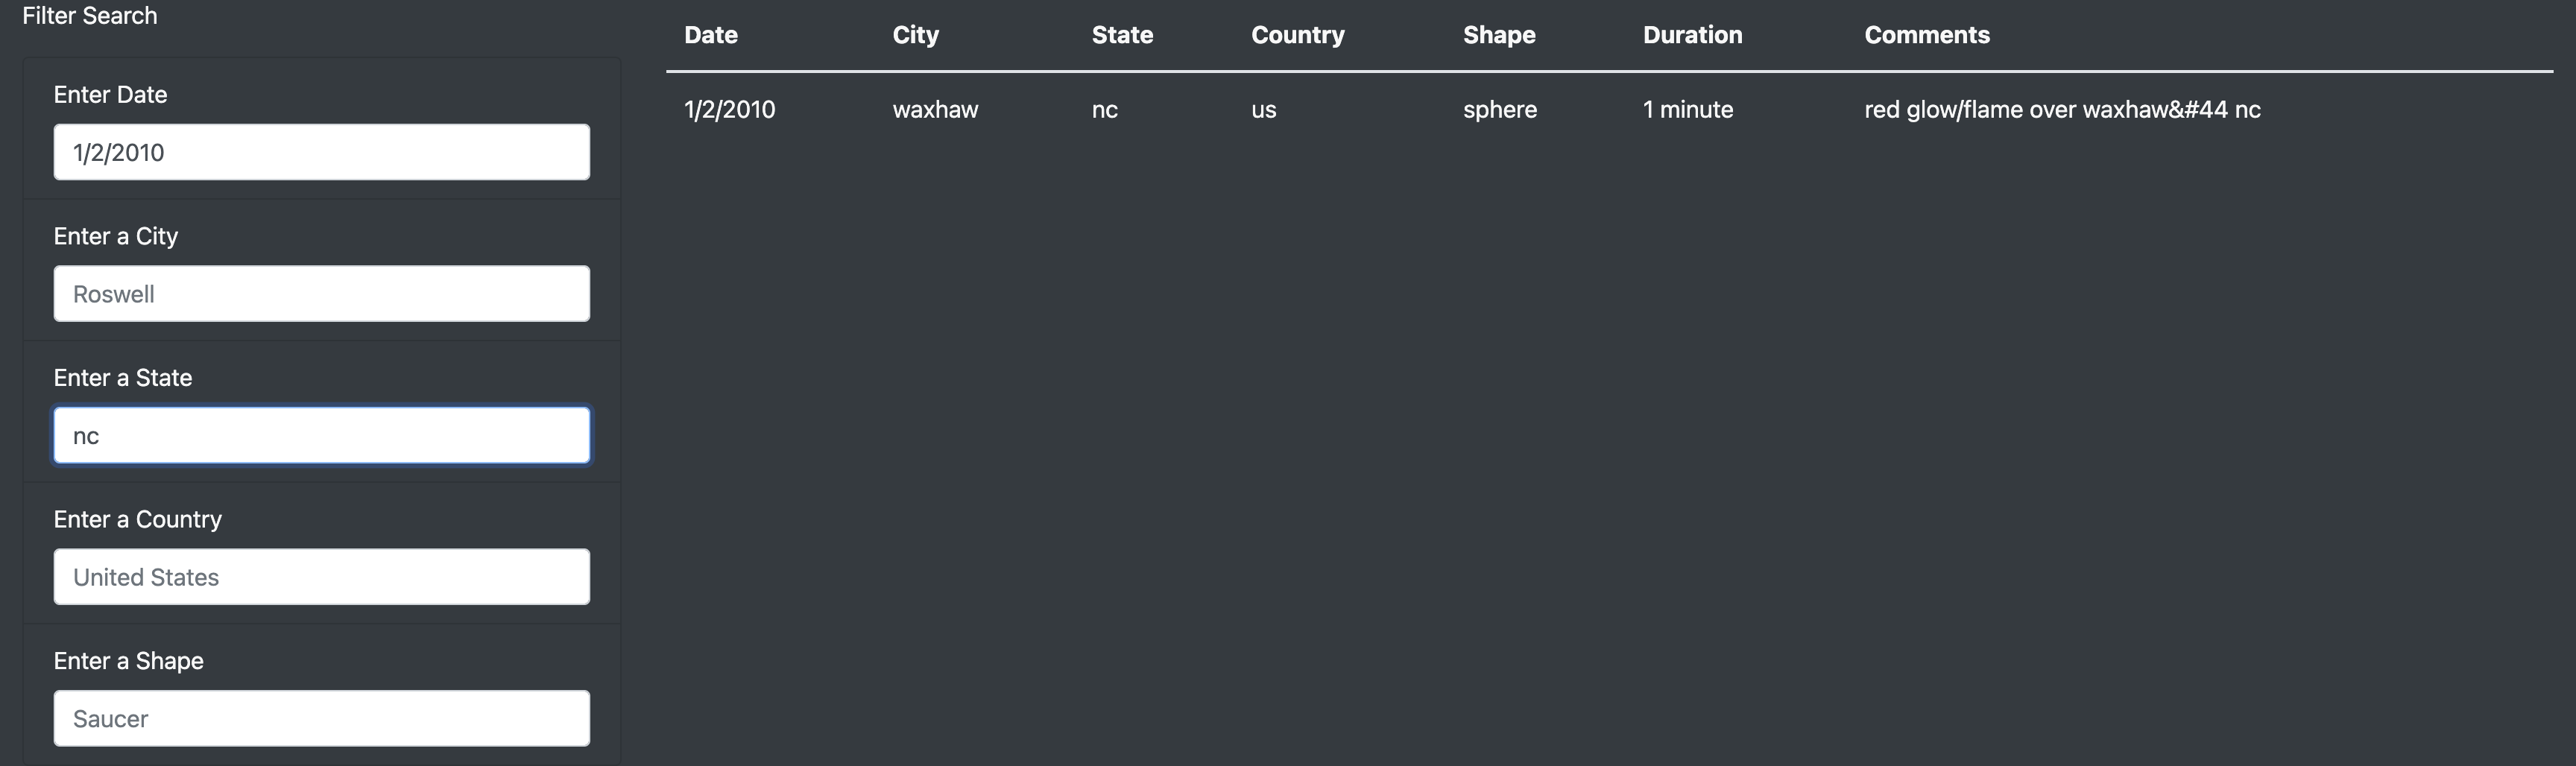 Filter Search
Enter Date
1/2/2010
Enter a City
Roswell
Enter a State
nc
Enter a Country
United States
Enter a Shape
Saucer
Date City State Country Shape Duration Comments
1/2/2010 waxhaw nc us sphere 1 minute red glow/flame over waxhaw&#44 nc